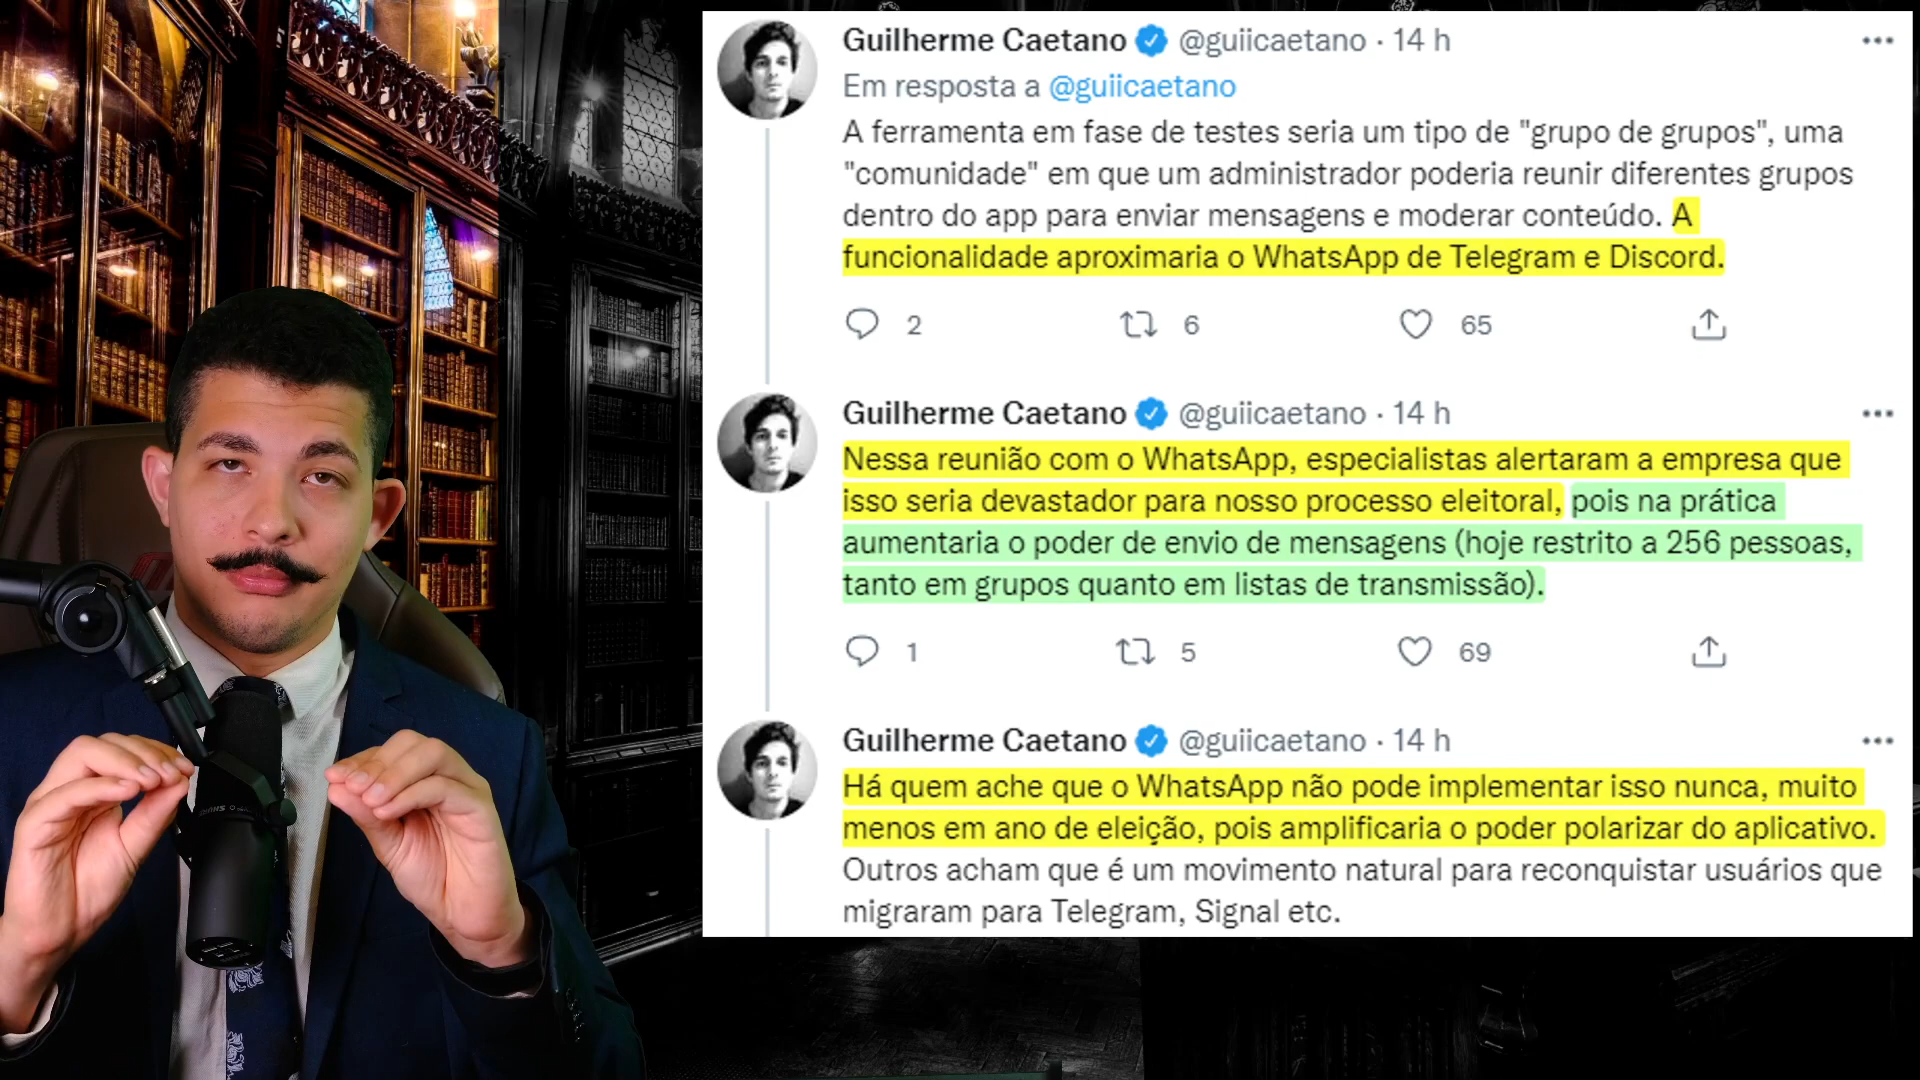 Guilherme Caetano @guiicaetano · 14 h
Em resposta a @guiicaetano
A ferramenta em fase de testes seria um tipo de "grupo de grupos", uma
"comunidade" em que um administrador poderia reunir diferentes grupos
dentro do app para enviar mensagens e moderar conteúdo. A
funcionalidade aproximaria o WhatsApp de Telegram e Discord.
2 6 65
Guilherme Caetano @guiicaetano · 14 h
Nessa reunião com o WhatsApp, especialistas alertaram a empresa que
isso seria devastador para nosso processo eleitoral, pois na prática
aumentaria o poder de envio de mensagens (hoje restrito a 256 pessoas,
tanto em grupos quanto em listas de transmissão).
1 5 69
Guilherme Caetano @guiicaetano · 14 h
Há quem ache que o WhatsApp não pode implementar isso nunca, muito
menos em ano de eleição, pois amplificaria o poder polarizar do aplicativo.
Outros acham que é um movimento natural para reconquistar usuários que
migraram para Telegram, Signal etc.